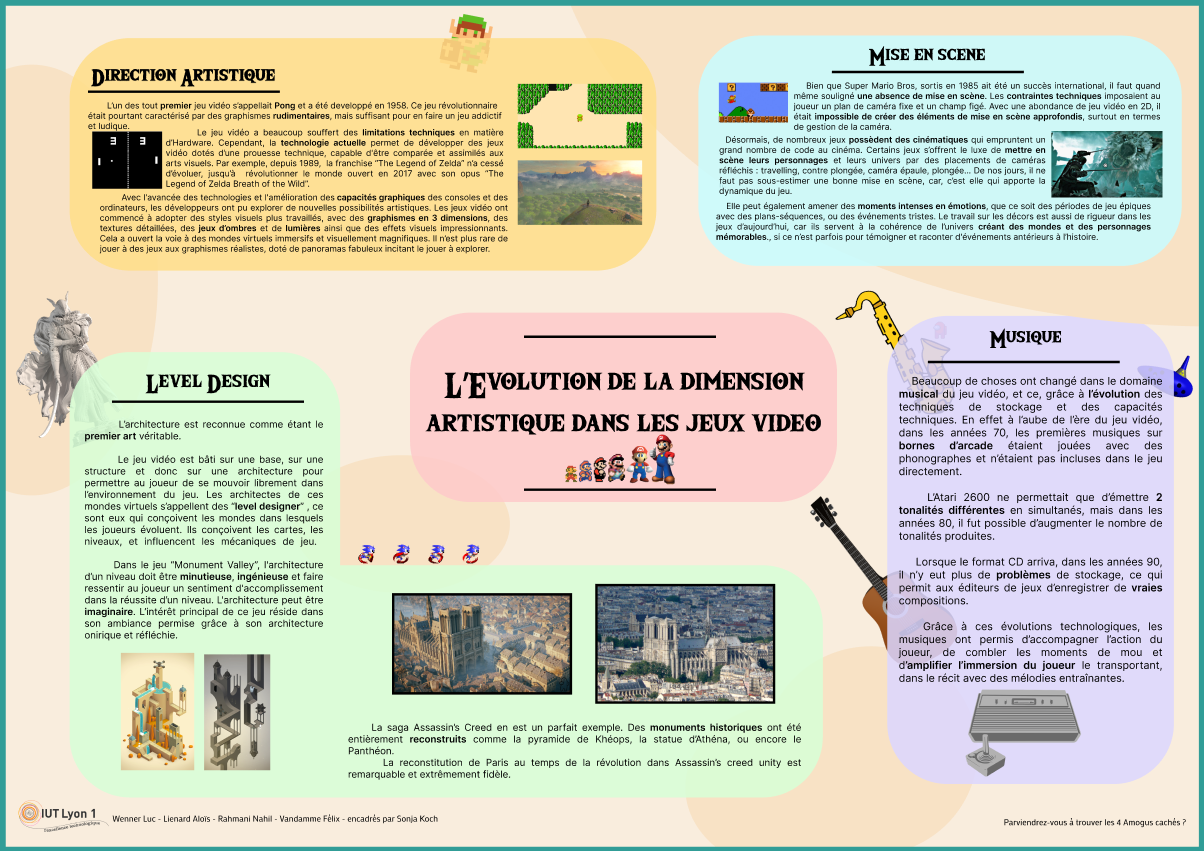 DIRECTION ARTISTIQUE
L'un des tout premier jeu vidéo s'appellait Pong et a été developpé en 1958. Ce jeu révolutionnaire
était pourtant caractérisé par des graphismes rudimentaires, mais suffisant pour en faire un jeu addictif
et ludique.
Le jeu vidéo a beaucoup souffert des limitations techniques en matière
d'Hardware. Cependant, la technologie actuelle permet de développer des jeux
vidéo dotés d'une prouesse technique, capable d'être comparée et assimilés aux
arts visuels. Par exemple, depuis 1989, la franchise "The Legend of Zelda" n'a cessé
d'évoluer, jusqu'à révolutionner le monde ouvert en 2017 avec son opus "The
Legend of Zelda Breath of the Wild".
Avec l'avancée des technologies et l'amélioration des capacités graphiques des consoles et des
ordinateurs, les développeurs ont pu explorer de nouvelles possibilités artistiques. Les jeux vidéo ont
commencé à adopter des styles visuels plus travaillés, avec des graphismes en 3 dimensions, des
textures détaillées, des jeux d'ombres et de lumières ainsi que des effets visuels impressionnants.
Cela a ouvert la voie à des mondes virtuels immersifs et visuellement magnifiques. Il n'est plus rare de
jouer à des jeux aux graphismes réalistes, doté de panoramas fabuleux incitant le jouer à explorer.
MISE EN SCENE
Bien que Super Mario Bros, sortis en 1985 ait été un succès international, il faut quand
même souligné une absence de mise en scène. Les contraintes techniques imposaient au
joueur un plan de caméra fixe et un champ figé. Avec une abondance de jeu vidéo en 2D, il
était impossible de créer des éléments de mise en scène approfondis, surtout en termes
de gestion de la caméra.
Désormais, de nombreux jeux possèdent des cinématiques qui empruntent un
grand nombre de code au cinéma. Certains jeux s'offrent le luxe de mettre en
scène leurs personnages et leurs univers par des placements de caméras
réfléchis : travelling, contre plongée, caméra épaule, plongée... De nos jours, il ne
faut pas sous-estimer une bonne mise en scène, car, c'est elle qui apporte la
dynamique du jeu.
Elle peut également amener des moments intenses en émotions, que ce soit des périodes de jeu épiques
avec des plans-séquences, ou des événements tristes. Le travail sur les décors est aussi de rigueur dans les
jeux d'aujourd'hui, car ils servent à la cohérence de l'univers créant des mondes et des personnages
mémorables., si ce n'est parfois pour témoigner et raconter d'événements antérieurs à l'histoire.
L'EVOLUTION DE LA DIMENSION
ARTISTIQUE DANS LES JEUX VIDEO
LEVEL DESIGN
L'architecture est reconnue comme étant le
premier art véritable.
Le jeu vidéo est bâti sur une base, sur une
structure et donc sur une architecture pour
permettre au joueur de se mouvoir librement dans
l'environnement du jeu. Les architectes de ces
mondes virtuels s'appellent des "level designer" , ce
sont eux qui conçoivent les mondes dans lesquels
les joueurs évoluent. Ils conçoivent les cartes, les
niveaux, et influencent les mécaniques de jeu.
Dans le jeu "Monument Valley", l'architecture
d'un niveau doit être minutieuse, ingénieuse et faire
ressentir au joueur un sentiment d'accomplissement
dans la réussite d'un niveau. L'architecture peut être
imaginaire. L'intérêt principal de ce jeu réside dans
son ambiance permise grâce à son architecture
onirique et réfléchie.
La saga Assassin's Creed en est un parfait exemple. Des monuments historiques ont été
entièrement reconstruits comme la pyramide de Khéops, la statue d'Athéna, ou encore le
Panthéon.
La reconstitution de Paris au temps de la révolution dans Assassin's creed unity est
remarquable et extrêmement fidèle.
MUSIQUE
Beaucoup de choses ont changé dans le domaine
musical du jeu vidéo, et ce, grâce à l'évolution des
techniques de stockage et des capacités
techniques. En effet à l'aube de l'ère du jeu vidéo,
dans les années 70, les premières musiques sur
bornes d'arcade étaient jouées avec des
phonographes et n'étaient pas incluses dans le jeu
directement.
L'Atari 2600 ne permettait que d'émettre 2
tonalités différentes en simultanés, mais dans les
années 80, il fut possible d'augmenter le nombre de
tonalités produites.
Lorsque le format CD arriva, dans les années 90,
il n'y eut plus de problèmes de stockage, ce qui
permit aux éditeurs de jeux d'enregistrer de vraies
compositions.
Grâce à ces évolutions technologiques, les
musiques ont permis d'accompagner l'action du
joueur, de combler les moments de mou et
d'amplifier l'immersion du joueur le transportant,
dans le récit avec des mélodies entraînantes.
IUT Lyon 1
l'excellence technologique
Wenner Luc - Lienard Aloïs - Rahmani Nahil - Vandamme Félix - encadrés par Sonja Koch
Parviendrez-vous à trouver les 4 Amogus cachés ?